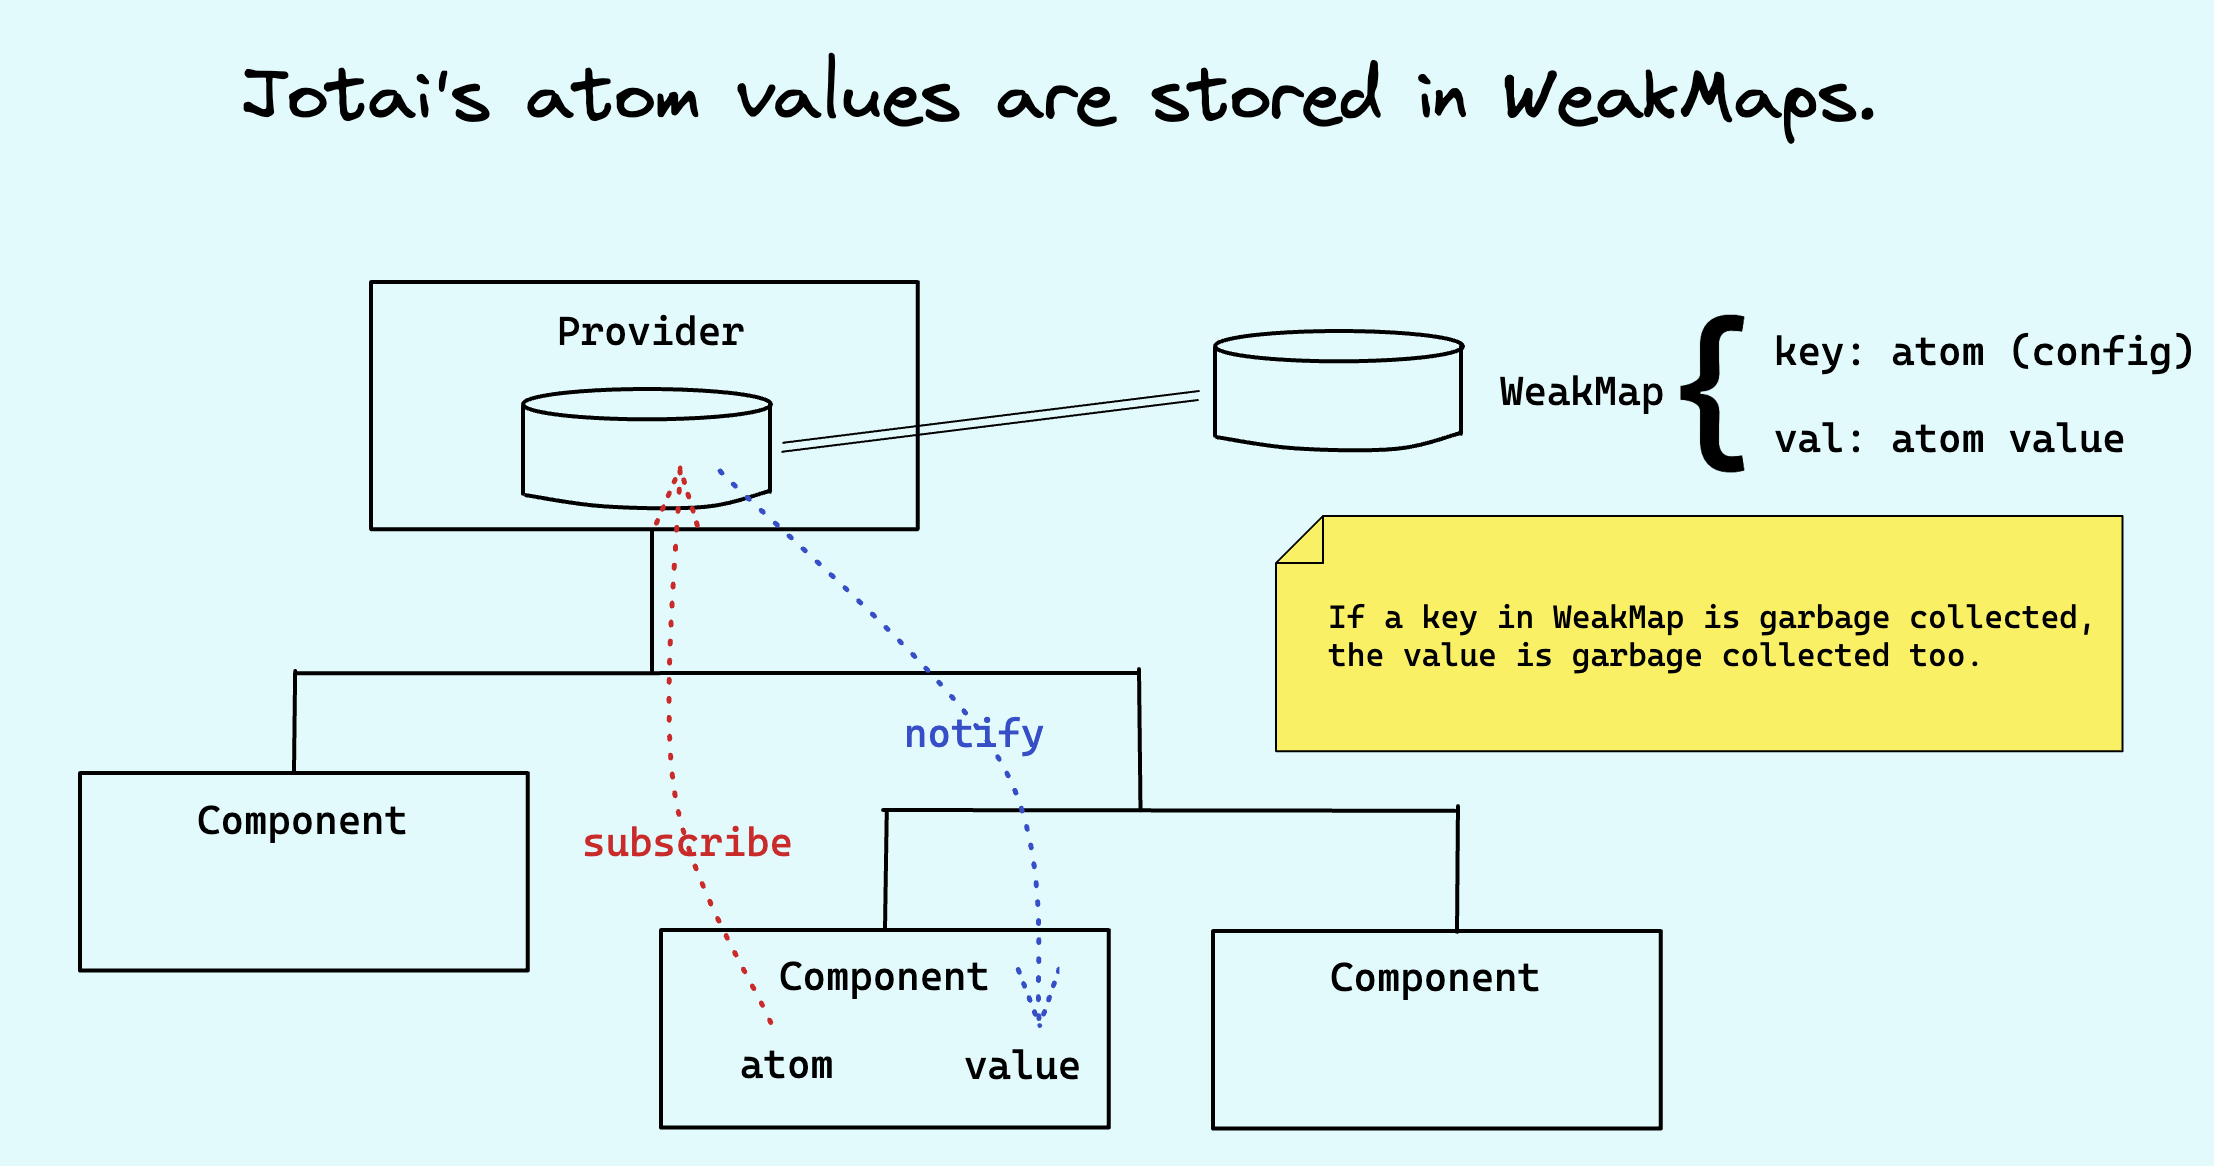 Jotai's atom values are stored in WeakMaps.
Provider
WeakMap {
key: atom (config)
val: atom value
If a key in WeakMap is garbage collected,
the value is garbage collected too.
notify
subscribe
Component
Component
atom
value
Component